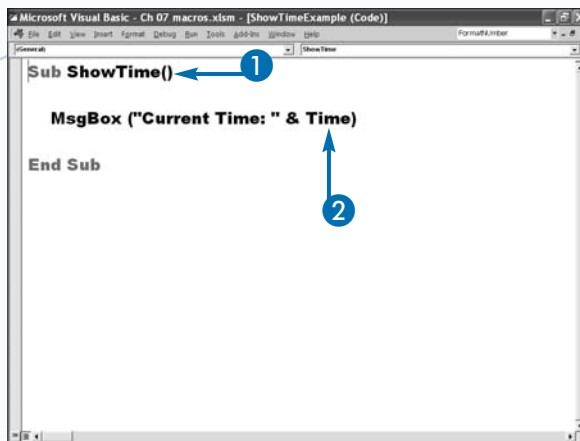 Microsoft Visual Basic - Ch 07 macros.xlsm - [ShowTimeExample (Code)]
File Edit View Insert Format Debug Run Tools Add-Ins Window Help
FormatNumber
(General)
ShowTime
Sub ShowTime()
1
MsgBox ("Current Time: " & Time)
End Sub
2